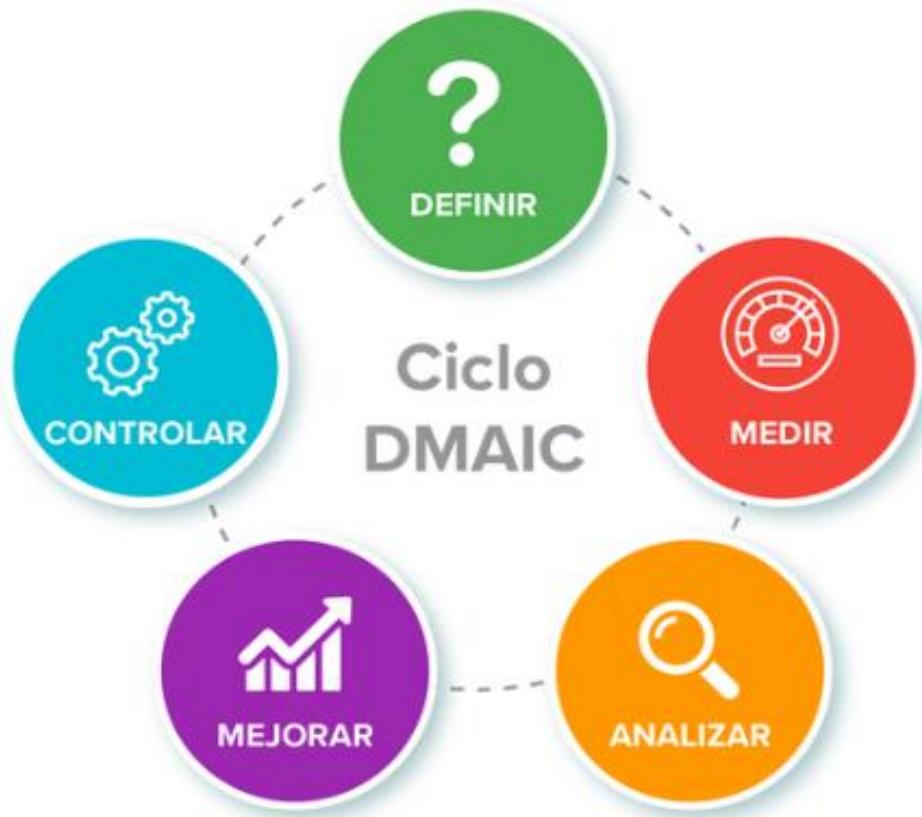 DEFINIR
CONTROLAR
Ciclo
DMAIC
MEDIR
MEJORAR
ANALIZAR